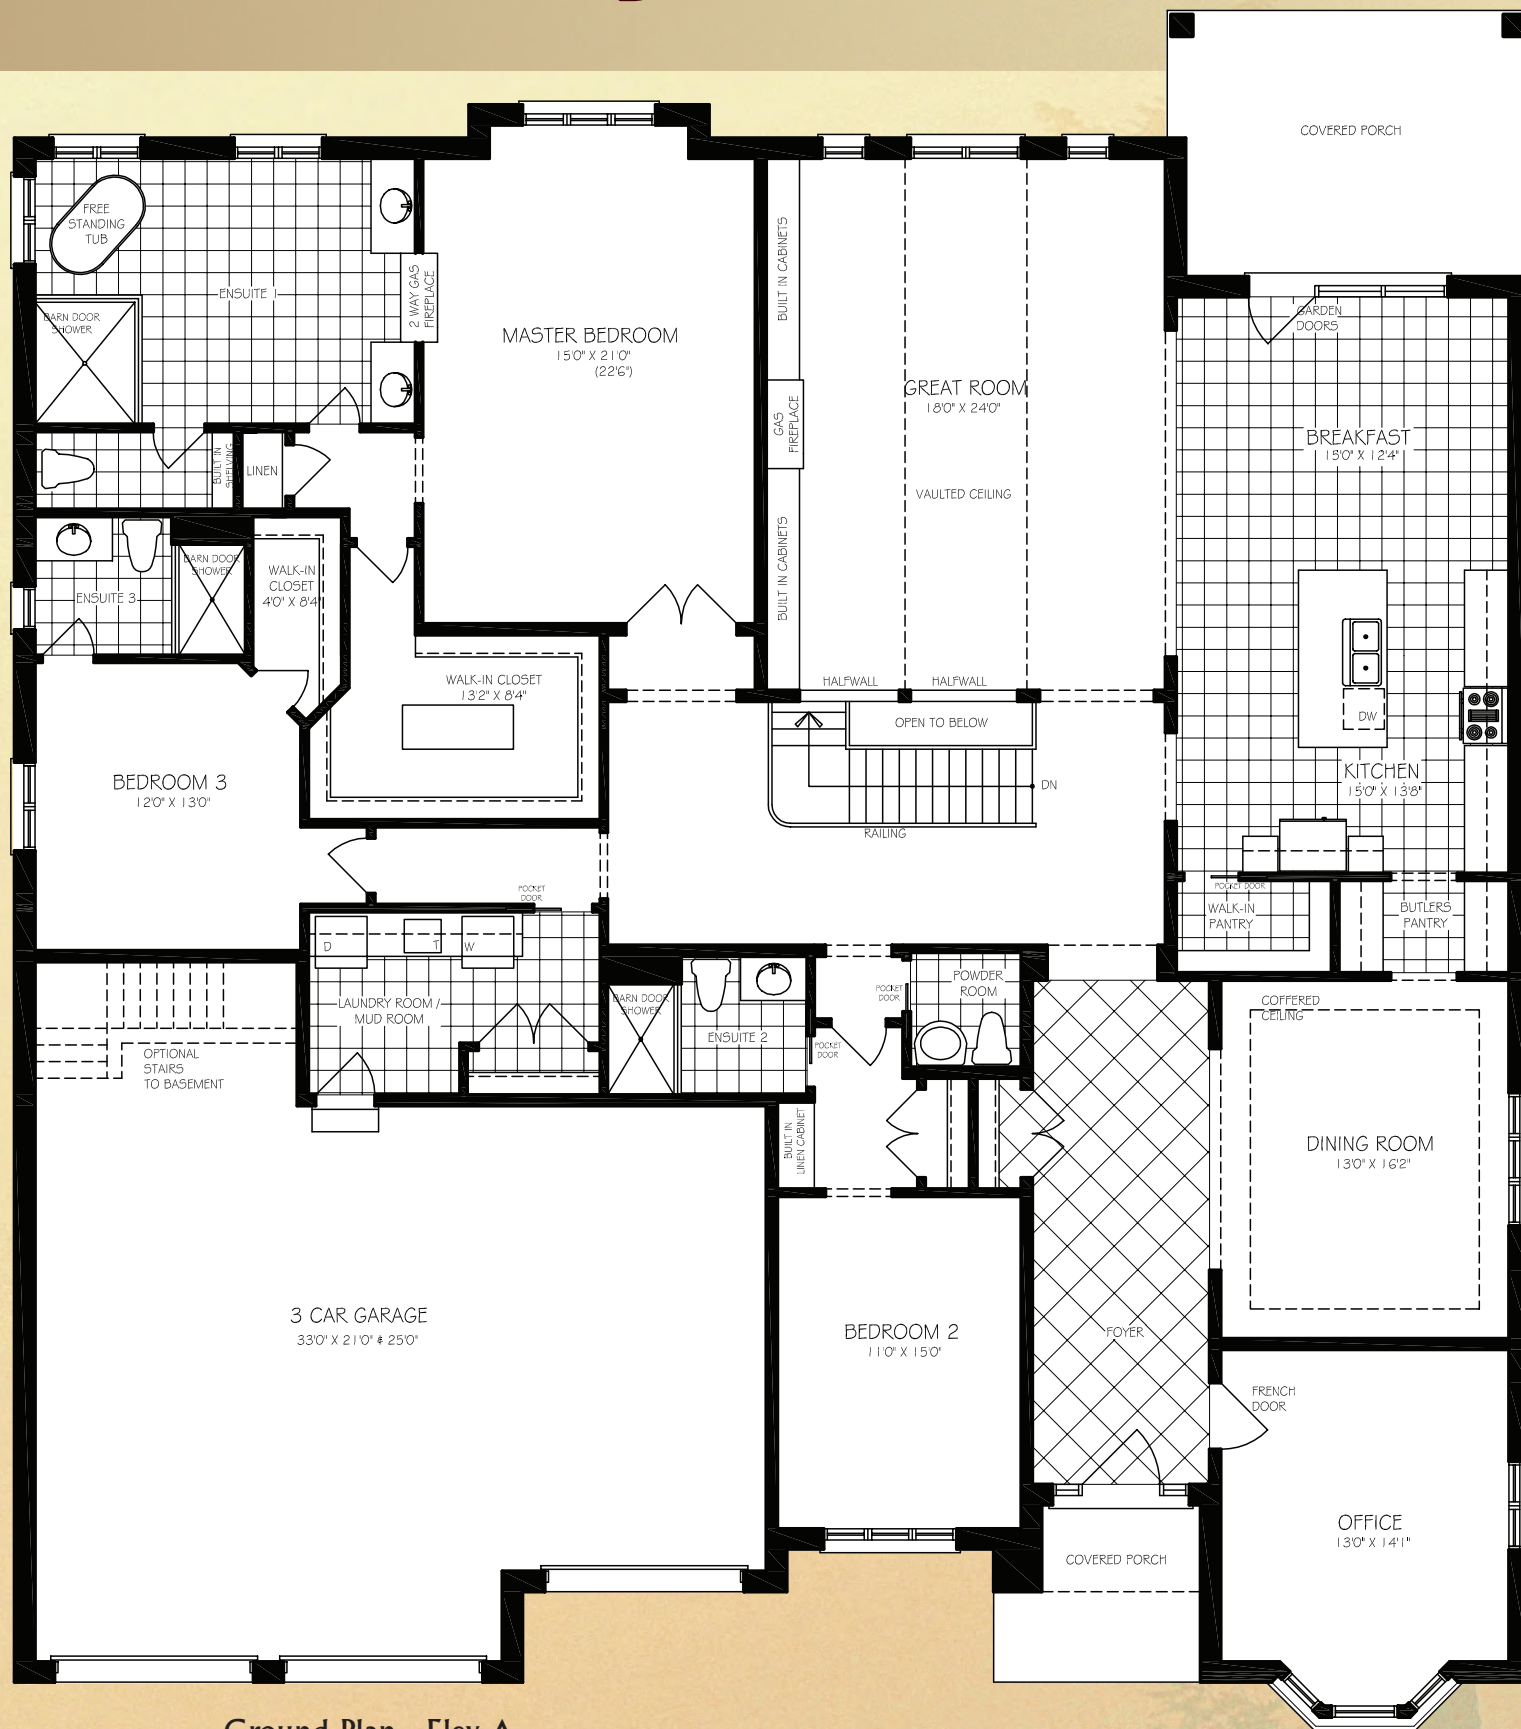 COVERED PORCH
FREE
STANDING
TUB
ENSUITE 1
2 WAY GAS
FIREPLACE
BARN DOOR
SHOWER
MASTER BEDROOM
15'0" X 21'0"
(22'6")
BUILT IN CABINETS
GREAT ROOM
18'0" X 24'0"
GAS
FIREPLACE
VAULTED CEILING
BUILT IN CABINETS
GARDEN
DOORS
BREAKFAST
15'0" X 12'4"
BUILT IN
SHELVING
LINEN
BARN DOOR
SHOWER
ENSUITE 3
WALK-IN
CLOSET
4'0" X 8'4"
WALK-IN CLOSET
13'2" X 8'4"
HALFWALL
HALFWALL
OPEN TO BELOW
DN
RAILING
DW
KITCHEN
15'0" X 13'8"
BEDROOM 3
12'0" X 13'0"
POCKET
DOOR
POCKET DOOR
WALK-IN
PANTRY
BUTLERS
PANTRY
D
T
W
LAUNDRY ROOM /
MUD ROOM
BARN DOOR
SHOWER
ENSUITE 2
POCKET
DOOR
POWDER
ROOM
POCKET
DOOR
COFFERED
CEILING
OPTIONAL
STAIRS
TO BASEMENT
BUILT IN
LINEN CABINET
DINING ROOM
13'0" X 16'2"
3 CAR GARAGE
33'0" X 21'0" & 25'0"
BEDROOM 2
11'0" X 15'0"
FOYER
FRENCH
DOOR
OFFICE
13'0" X 14'1"
COVERED PORCH
Ground Plan - Elev. A